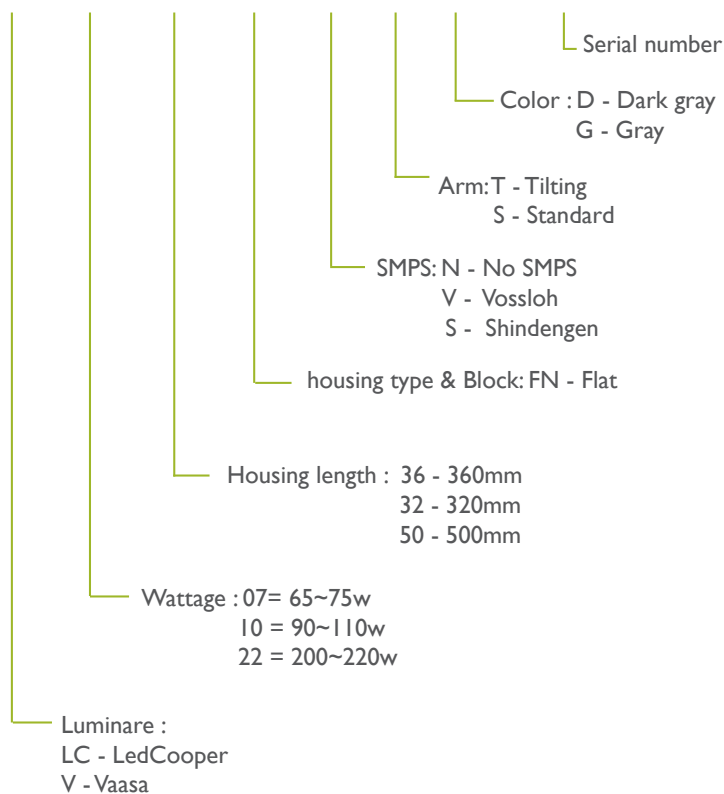 Serial number
Color : D - Dark gray
G - Gray
Arm: T - Tilting
S - Standard
SMPS: N - No SMPS
V - Vossloh
S - Shindengen
housing type & Block: FN - Flat
Housing length : 36 - 360mm
32 - 320mm
50 - 500mm
Wattage : 07= 65~75w
10 = 90~110w
22 = 200~220w
Luminare :
LC - LedCooper
V - Vaasa